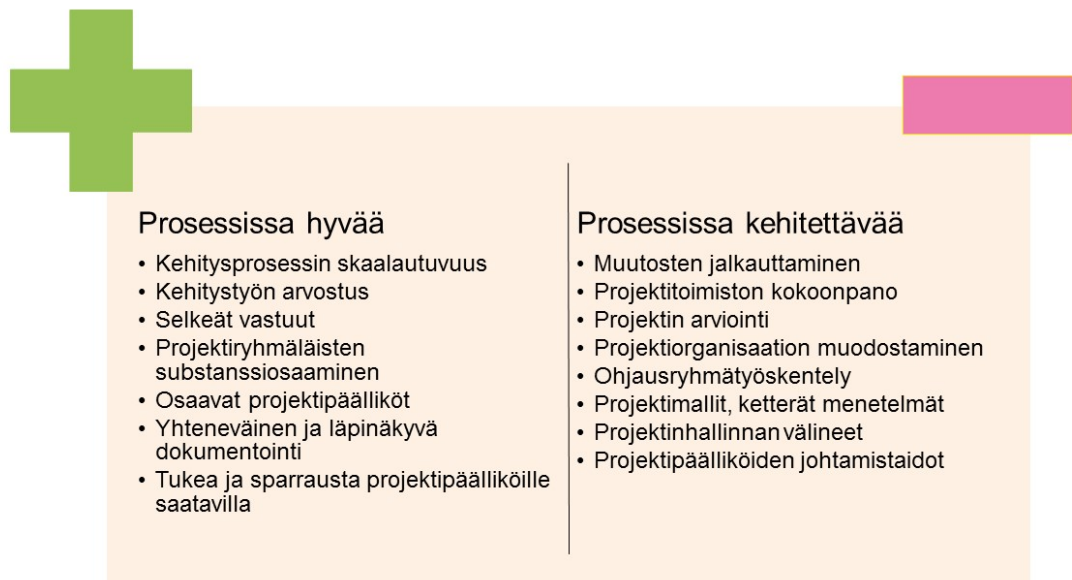 Prosessissa hyvää
• Kehitysprosessin skaalautuvuus
• Kehitystyön arvostus
• Selkeät vastuut
• Projektiryhmäläisten
substanssiosaaminen
• Osaavat projektipäälliköt
• Yhteneväinen ja läpinäkyvä
dokumentointi
• Tukea ja sparrausta projektipäälliköille
saatavilla
Prosessissa kehitettävää
• Muutosten jalkauttaminen
• Projektitoimiston kokoonpano
• Projektin arviointi
• Projektiorganisaation muodostaminen
• Ohjausryhmätyöskentely
• Projektimallit, ketterät menetelmät
• Projektinhallinnan välineet
• Projektipäälliköiden johtamistaidot